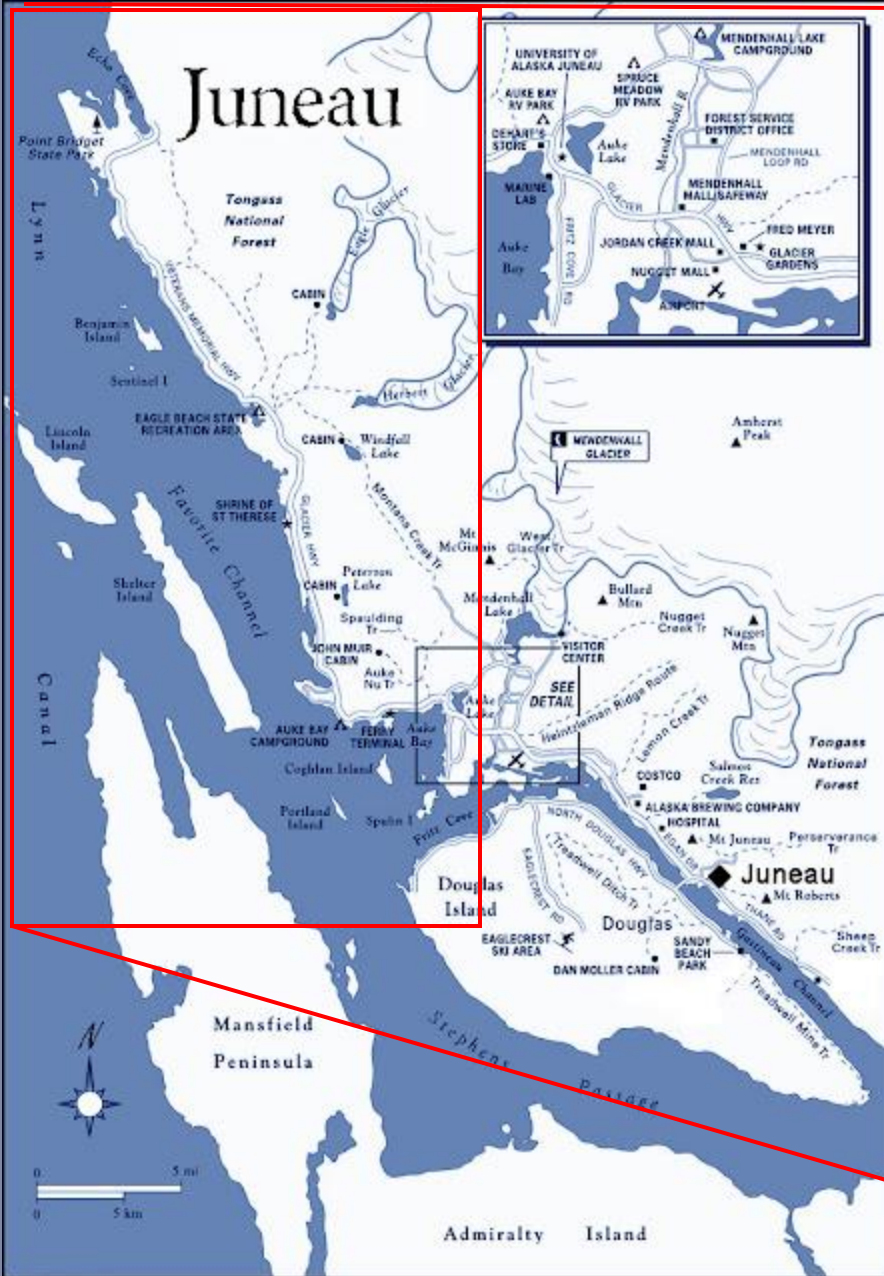 Juneau
Echo Cove
Point Bridget
State Park
Lynn
Canal
Tongass
National
Forest
Eagle Glacier
VETERANS MEMORIAL HWY
CABIN
Benjamin
Island
Sentinel I
Herbert Glacier
EAGLE BEACH STATE
RECREATION AREA
Lincoln
Island
CABIN
Windfall
Lake
Favorite Channel
SHRINE OF
ST THERESE
GLACIER HWY
Montana Creek Tr
Shelter
Island
CABIN
Peterson
Lake
Spaulding
Tr
JOHN MUIR
CABIN
Auke
Nu Tr
AUKE BAY
CAMPGROUND
FERRY
TERMINAL
Auke
Bay
Auke
Lake
Coghlan Island
Portland
Island
Spuhn I
Fritz Cove
UNIVERSITY OF
ALASKA JUNEAU
MENDENHALL LAKE
CAMPGROUND
SPRUCE
MEADOW
RV PARK
AUKE BAY
RV PARK
DEHART'S
STORE
Auke
Lake
Mendenhall R
FOREST SERVICE
DISTRICT OFFICE
MENDENHALL
LOOP RD
MARINE
LAB
GLACIER
HWY
MENDENHALL
MALL/SAFEWAY
FRITZ COVE RD
Auke
Bay
JORDAN CREEK MALL
FRED MEYER
GLACIER
GARDENS
NUGGET MALL
AIRPORT
Amherst
Peak
MENDENHALL
GLACIER
Mt
McGinnis
West
Glacier Tr
Mendenhall
Lake
Bullard
Mtn
Nugget
Creek Tr
Nugget
Mtn
VISITOR
CENTER
SEE
DETAIL
Heintzleman Ridge Route
Lemon Creek Tr
Tongass
National
Forest
Salmon
Creek Res
COSTCO
ALASKA BREWING COMPANY
HOSPITAL
EGAN DR
Mt Juneau
Perserverance
Tr
Juneau
Mt Roberts
NORTH DOUGLAS HWY
Treadwell Ditch Tr
EAGLECREST RD
Douglas
Island
THANE RD
Sheep
Creek Tr
Douglas
EAGLECREST
SKI AREA
SANDY
BEACH
PARK
DAN MOLLER CABIN
Gastineau
Channel
Treadwell Mine Tr
Stephens
Passage
Mansfield
Peninsula
N
0 5 mi
0 5 km
Admiralty Island